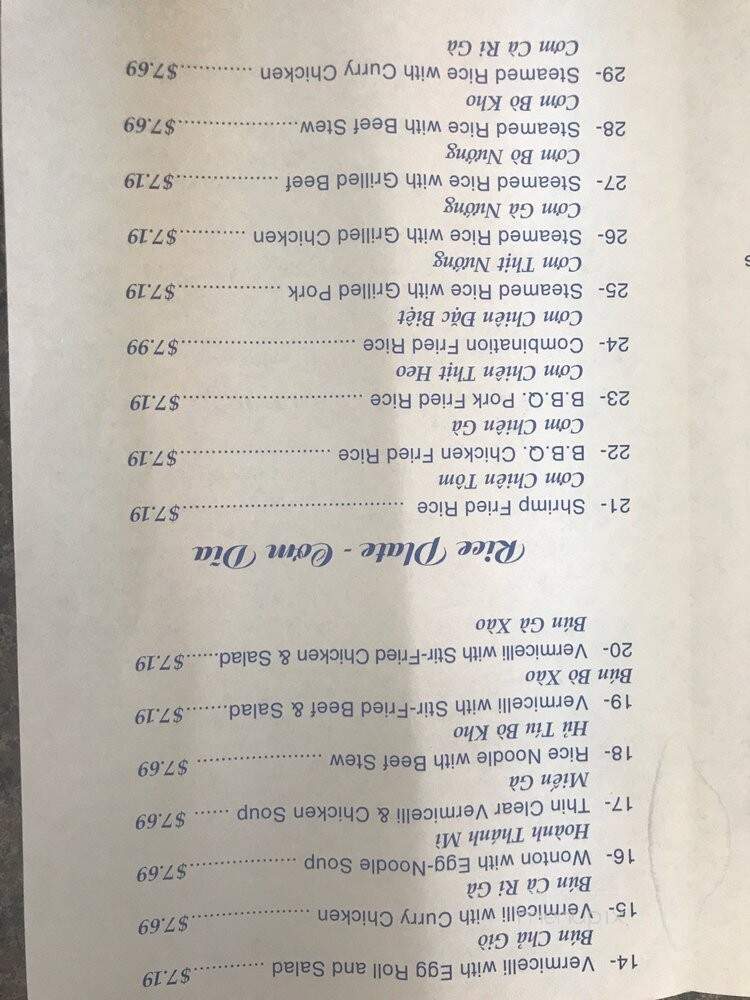 14- Vermicelli with Egg Roll and Salad ............$7.19
Bún Chả Giò
15- Vermicelli with Curry Chicken ....................$7.69
Bún Cà Ri Gà
16- Wonton with Egg-Noodle Soup ..................$7.69
Hoành Thánh Mì
17- Thin Clear Vermicelli & Chicken Soup ...... $7.69
Miến Gà
18- Rice Noodle with Beef Stew ..................... $7.69
Hủ Tíu Bò Kho
19- Vermicelli with Stir-Fried Beef & Salad.......$7.19
Bún Bò Xào
20- Vermicelli with Stir-Fried Chicken & Salad......$7.19
Bún Gà Xào
Rice Plate - Cơm Dĩa
21- Shrimp Fried Rice ......................................$7.19
Cơm Chiên Tôm
22- B.B.Q. Chicken Fried Rice ..........................$7.19
Cơm Chiên Gà
23- B.B.Q. Pork Fried Rice ...............................$7.19
Cơm Chiên Thịt Heo
24- Combination Fried Rice ..............................$7.99
Cơm Chiên Đặc Biệt
25- Steamed Rice with Grilled Pork ..................$7.19
Cơm Thịt Nướng
26- Steamed Rice with Grilled Chicken ............$7.19
Cơm Gà Nướng
27- Steamed Rice with Grilled Beef ..................$7.19
Cơm Bò Nướng
28- Steamed Rice with Beef Stew.....................$7.69
Cơm Bò Kho
29- Steamed Rice with Curry Chicken .............$7.69
Cơm Cà Ri Gà